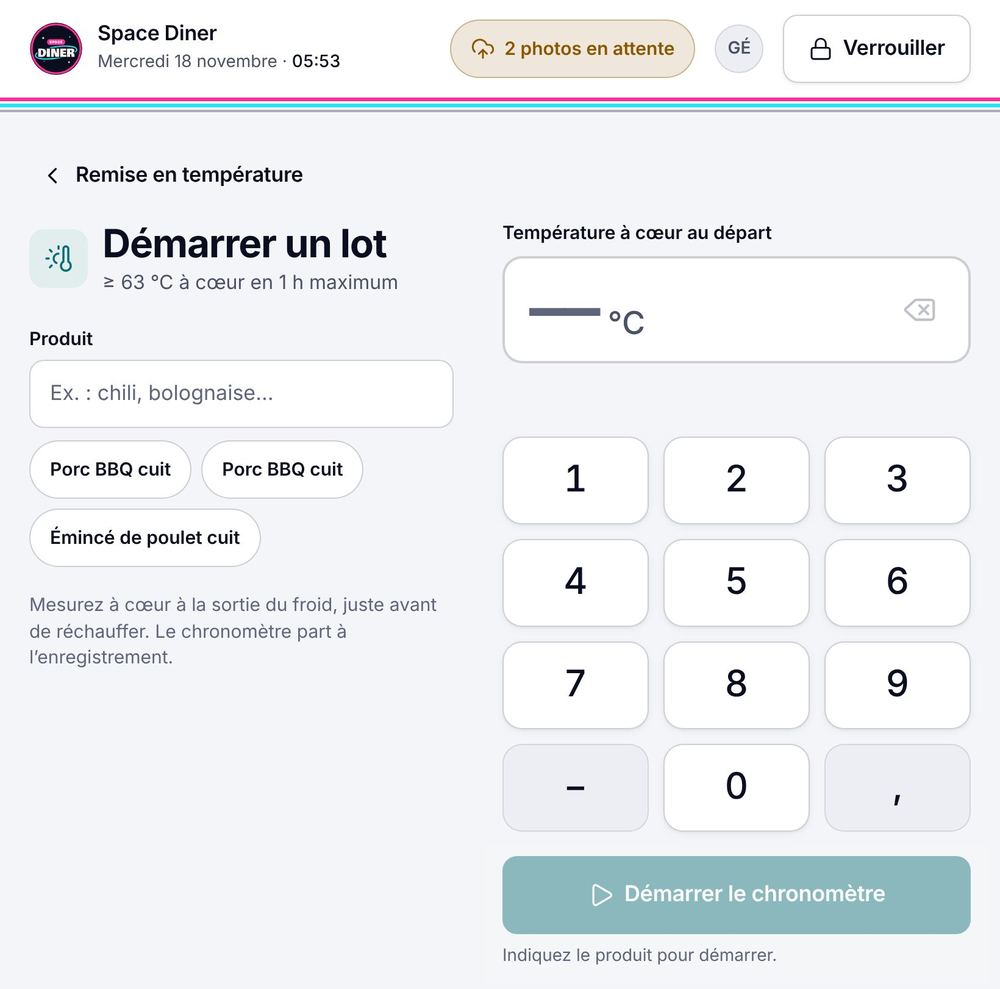 SPACE
DINER
Space Diner
Mercredi 18 novembre · 05:53
2 photos en attente
GÉ
Verrouiller
Remise en température
Démarrer un lot
≥ 63 °C à cœur en 1 h maximum
Produit
Ex. : chili, bolognaise...
Porc BBQ cuit
Porc BBQ cuit
Émincé de poulet cuit
Mesurez à cœur à la sortie du froid, juste avant
de réchauffer. Le chronomètre part à
l’enregistrement.
Température à cœur au départ
— °C
1 2 3
4 5 6
7 8 9
– 0 ,
Démarrer le chronomètre
Indiquez le produit pour démarrer.